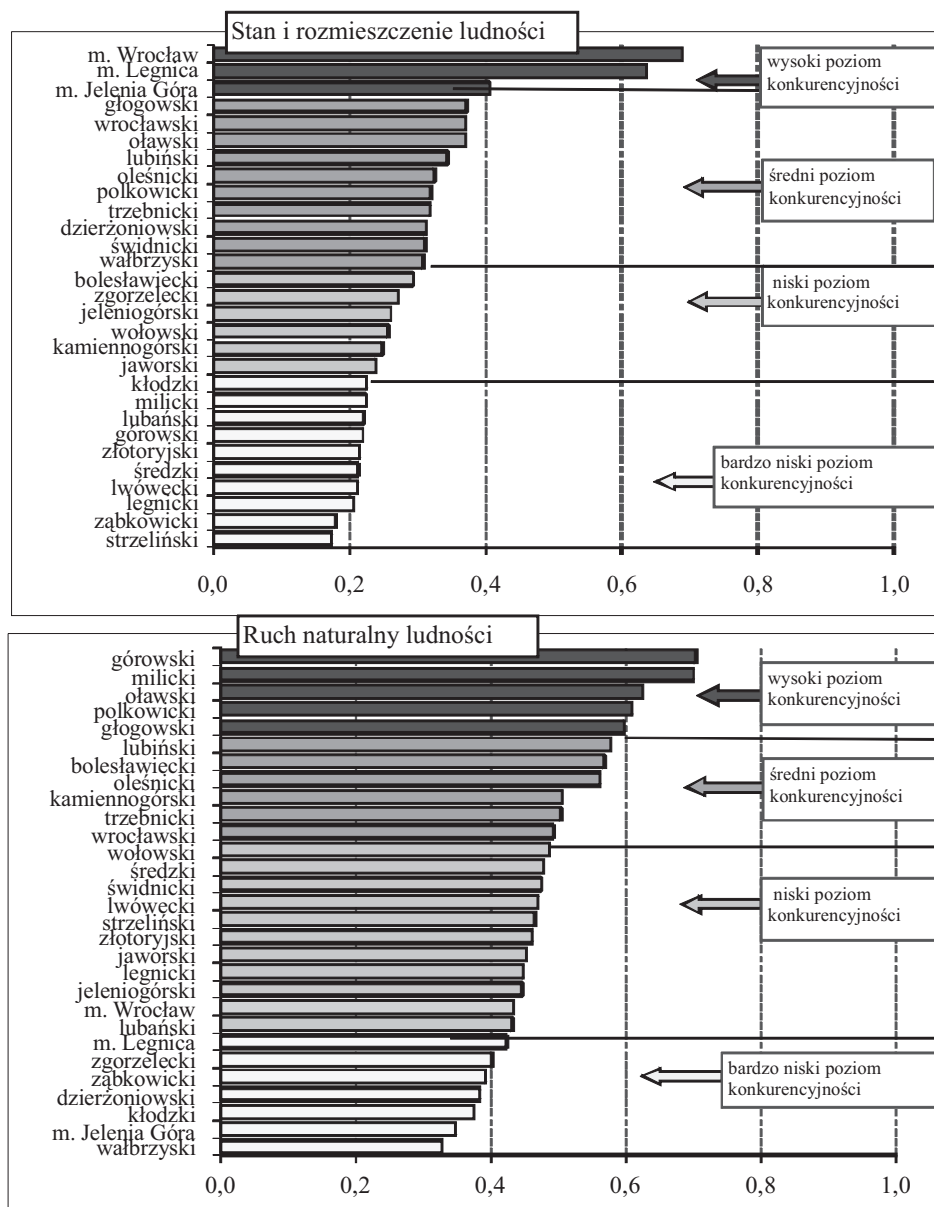 Stan i rozmieszczenie ludności
m. Wrocław
m. Legnica
m. Jelenia Góra
głogowski
wrocławski
oławski
lubiński
oleśnicki
polkowicki
trzebnicki
dzierżoniowski
świdnicki
wałbrzyski
bolesławiecki
zgorzelecki
jeleniogórski
wołowski
kamiennogórski
jaworski
kłodzki
milicki
lubański
górowski
złotoryjski
średzki
lwówecki
legnicki
ząbkowicki
strzeliński
wysoki poziom
konkurencyjności
średni poziom
konkurencyjności
niski poziom
konkurencyjności
bardzo niski poziom
konkurencyjności
0,0 0,2 0,4 0,6 0,8 1,0
Ruch naturalny ludności
górowski
milicki
oławski
polkowicki
głogowski
lubiński
bolesławiecki
oleśnicki
kamiennogórski
trzebnicki
wrocławski
wołowski
średzki
świdnicki
lwówecki
strzeliński
złotoryjski
jaworski
legnicki
jeleniogórski
m. Wrocław
lubański
m. Legnica
zgorzelecki
ząbkowicki
dzierżoniowski
kłodzki
m. Jelenia Góra
wałbrzyski
wysoki poziom
konkurencyjności
średni poziom
konkurencyjności
niski poziom
konkurencyjności
bardzo niski poziom
konkurencyjności
0,0 0,2 0,4 0,6 0,8 1,0